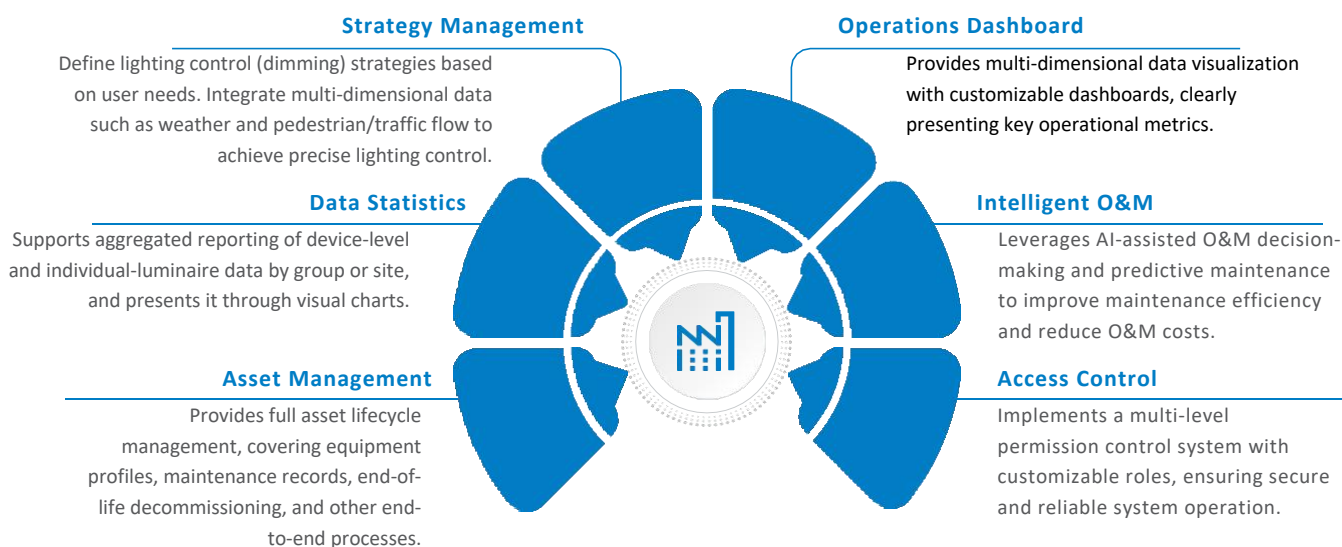 Strategy Management
Define lighting control (dimming) strategies based
on user needs. Integrate multi-dimensional data
such as weather and pedestrian/traffic flow to
achieve precise lighting control.
Data Statistics
Supports aggregated reporting of device-level
and individual-luminaire data by group or site,
and presents it through visual charts.
Asset Management
Provides full asset lifecycle
management, covering equipment
profiles, maintenance records, end-of-
life decommissioning, and other end-
to-end processes.
Operations Dashboard
Provides multi-dimensional data visualization
with customizable dashboards, clearly
presenting key operational metrics.
Intelligent O&M
Leverages AI-assisted O&M decision-
making and predictive maintenance
to improve maintenance efficiency
and reduce O&M costs.
Access Control
Implements a multi-level
permission control system with
customizable roles, ensuring secure
and reliable system operation.